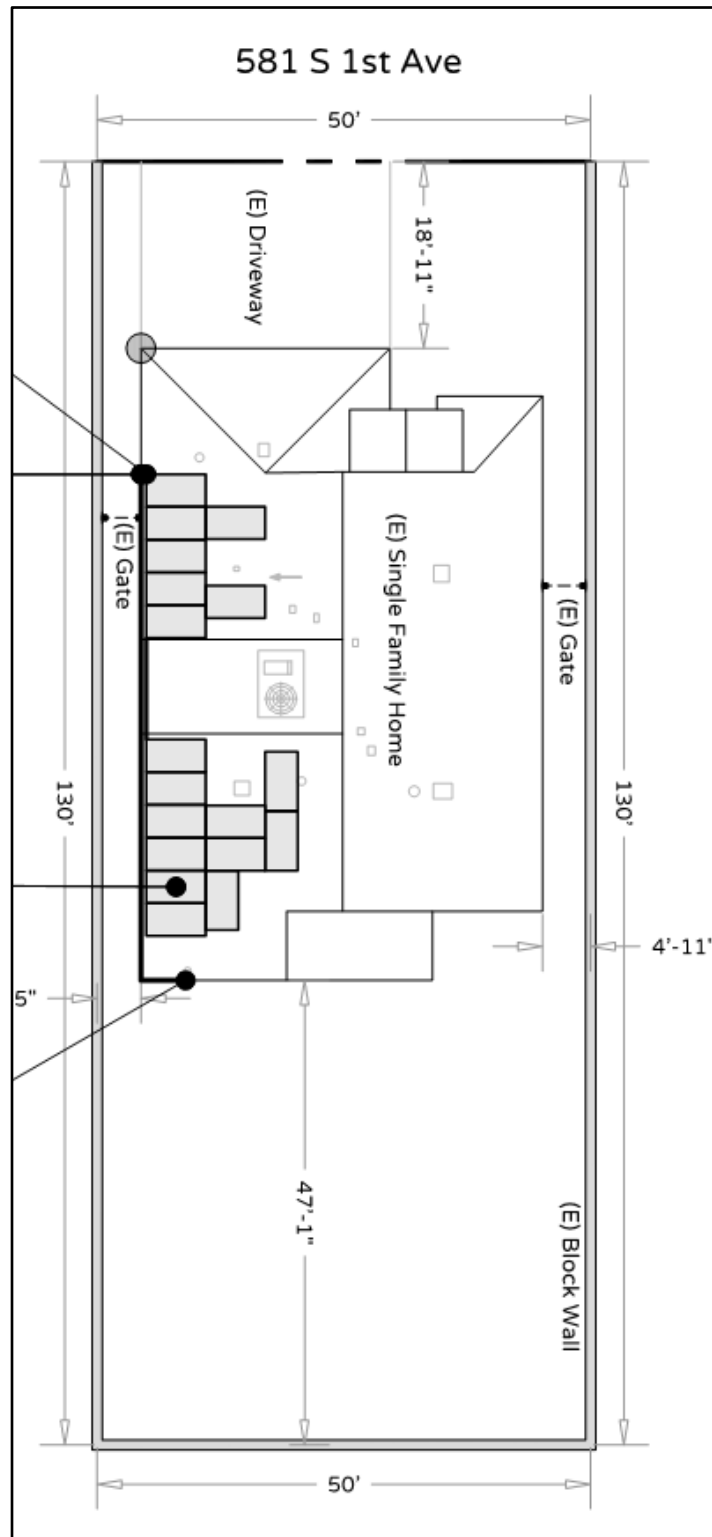 581 S 1st Ave
50'
(E) Driveway
18'-11"
(E) Gate
(E) Single Family Home
(E) Gate
130'
130'
4'-11"
5"
47'-1"
(E) Block Wall
50'